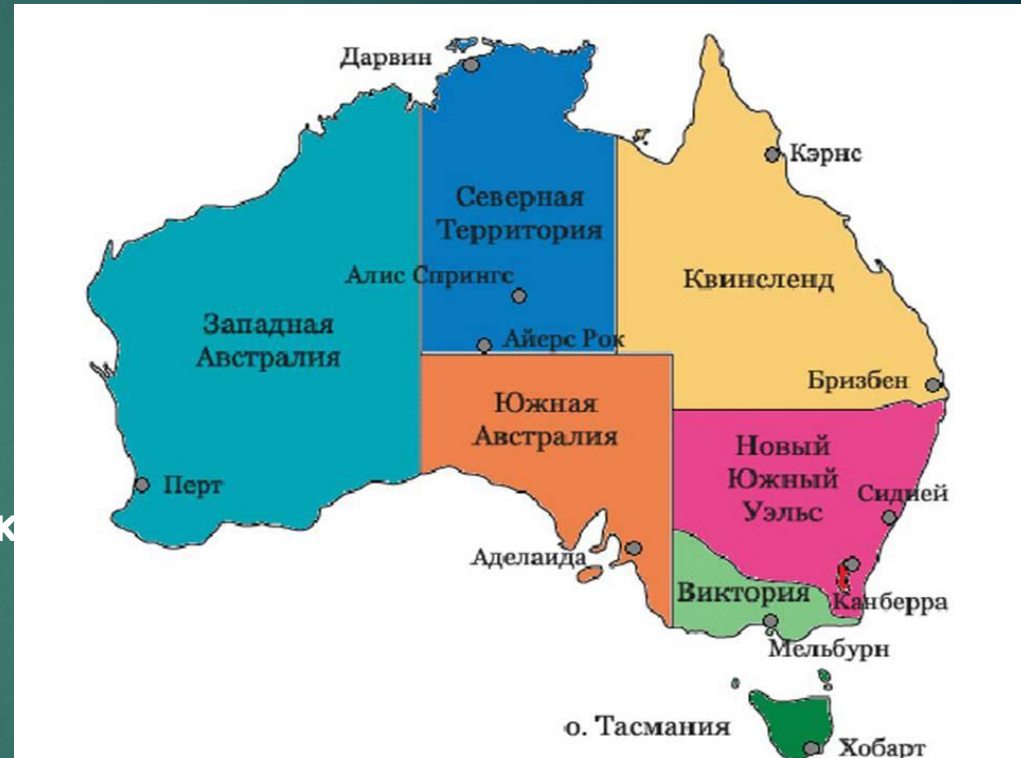 Дарвин
Кэрнс
Северная
Территория
Алис Спрингс
Квинсленд
Западная
Австралия
Айерс Рок
Бризбен
Южная
Австралия
Новый
Южный
Уэльс
Сидней
Перт
К
Аделаида
Виктория
Канберра
Мельбурн
о. Тасмания
Хобарт